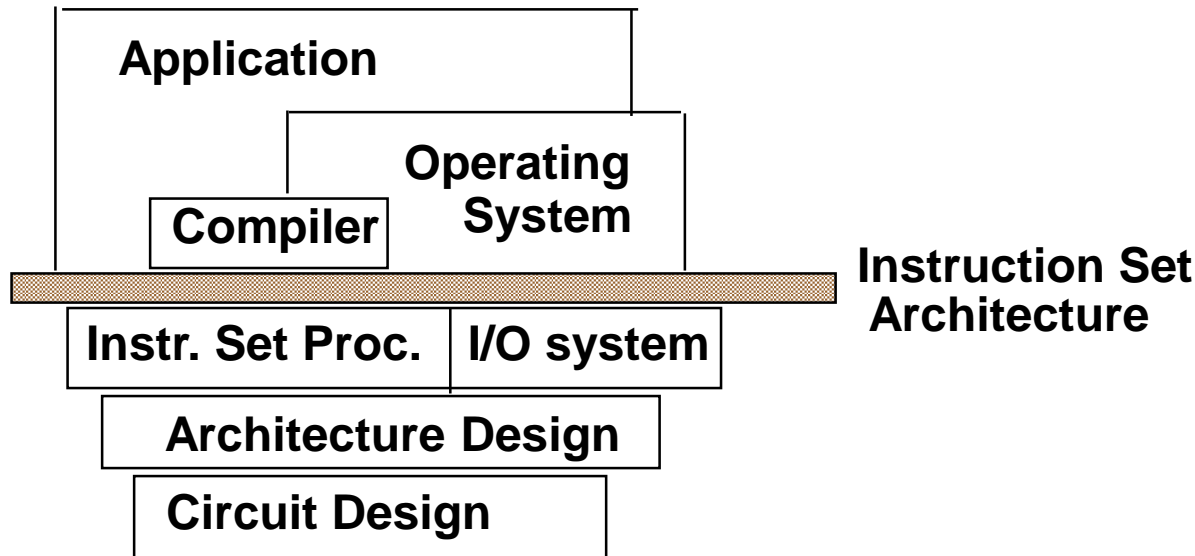 Application
Operating
System
Compiler
Instruction Set
Architecture
Instr. Set Proc.
I/O system
Architecture Design
Circuit Design